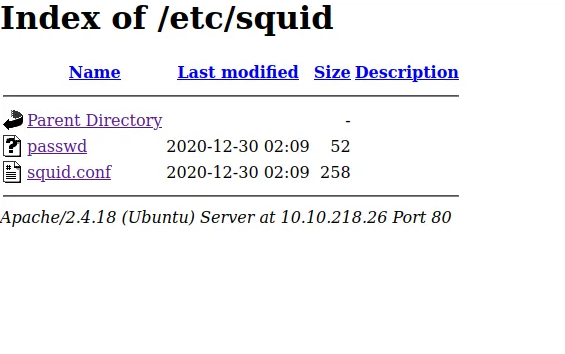 Index of /etc/squid
Name Last modified Size Description
Parent Directory -
passwd 2020-12-30 02:09 52
squid.conf 2020-12-30 02:09 258
Apache/2.4.18 (Ubuntu) Server at 10.10.218.26 Port 80